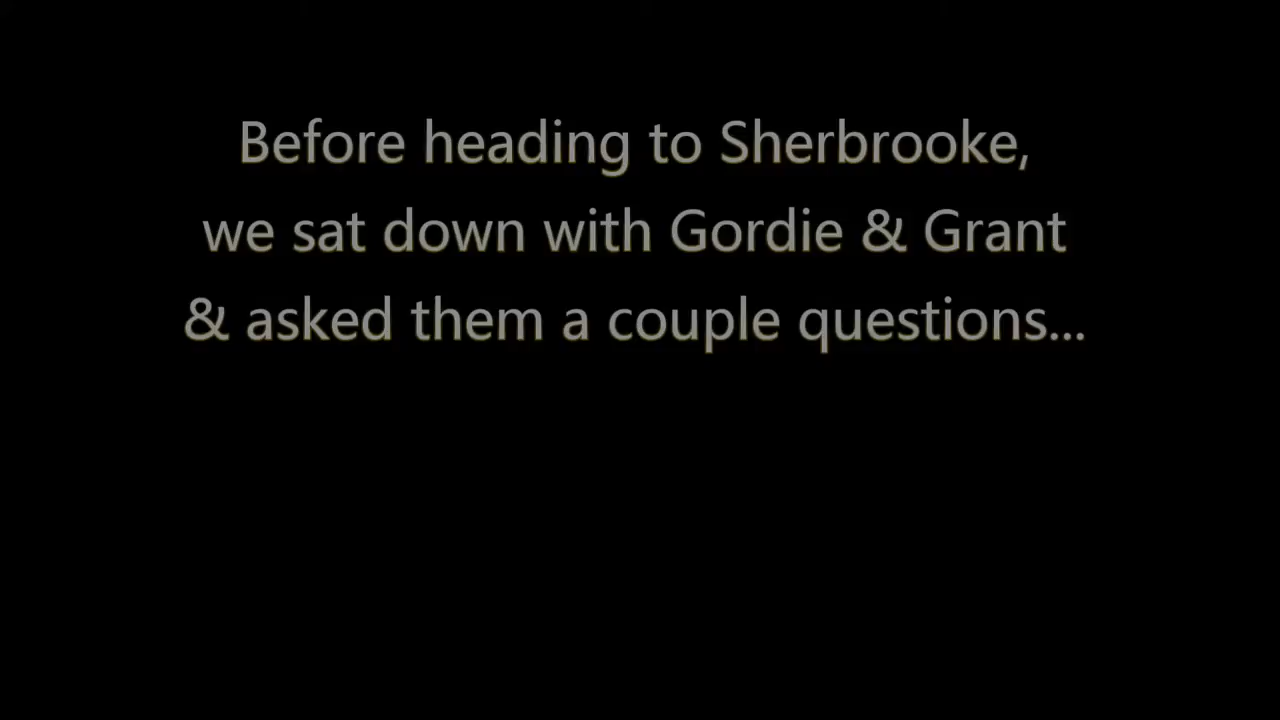 Before heading to Sherbrooke,
we sat down with Gordie & Grant
& asked them a couple questions...